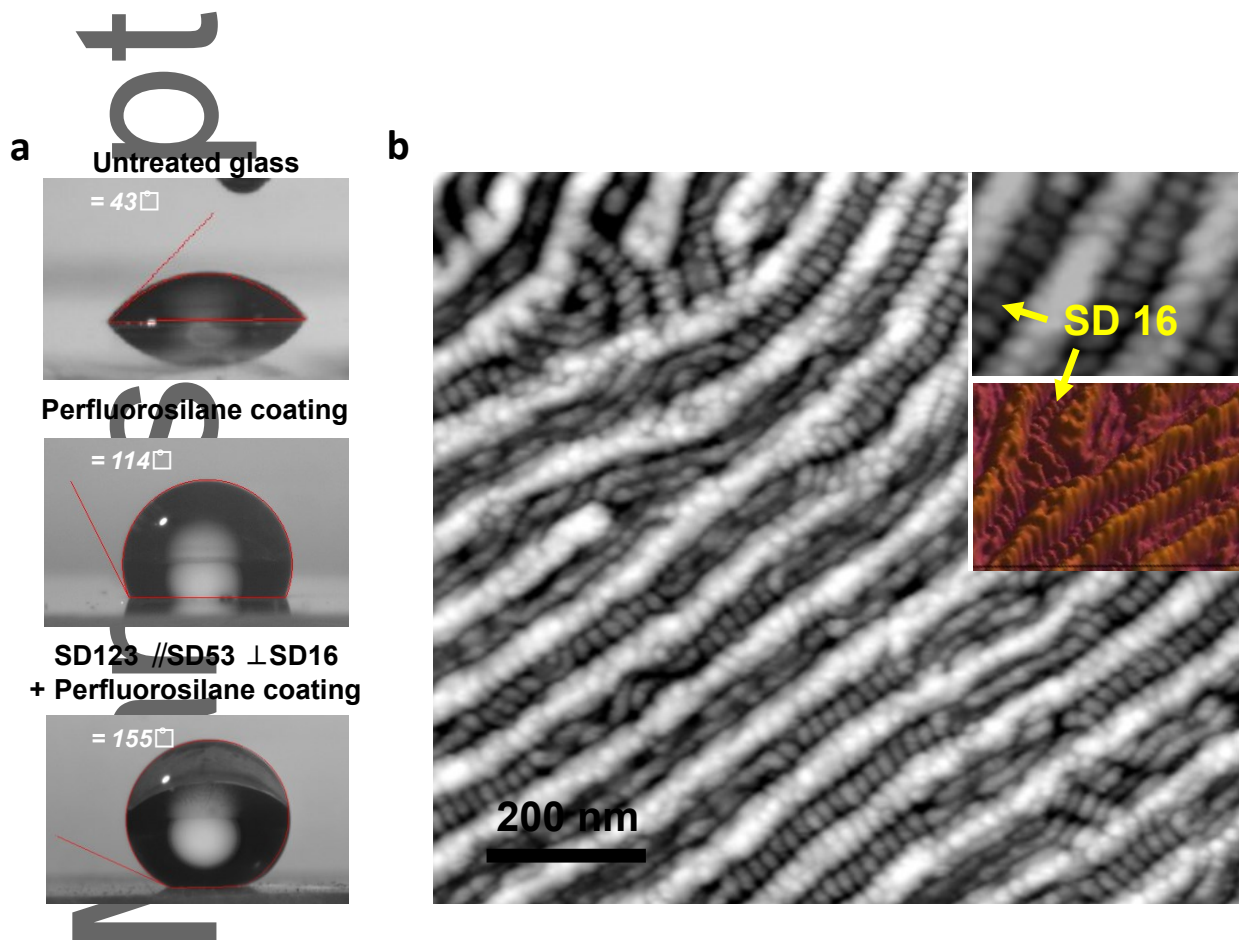 a
Untreated glass
= 43
Perfluorosilane coating
= 114
SD123 //SD53 ⊥SD16
+ Perfluorosilane coating
= 155
b
SD 16
200 nm